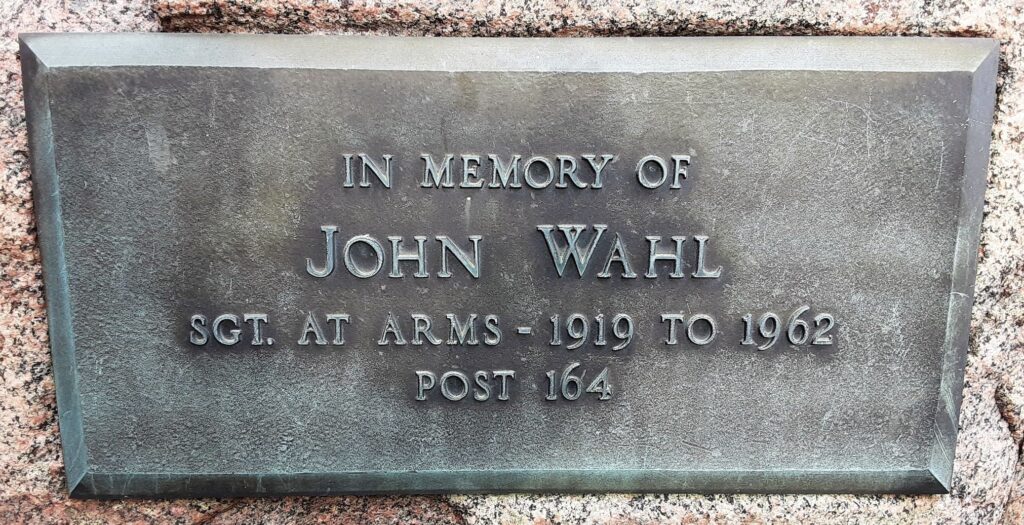 IN MEMORY OF
JOHN WAHL
SGT. AT ARMS - 1919 TO 1962
POST 164